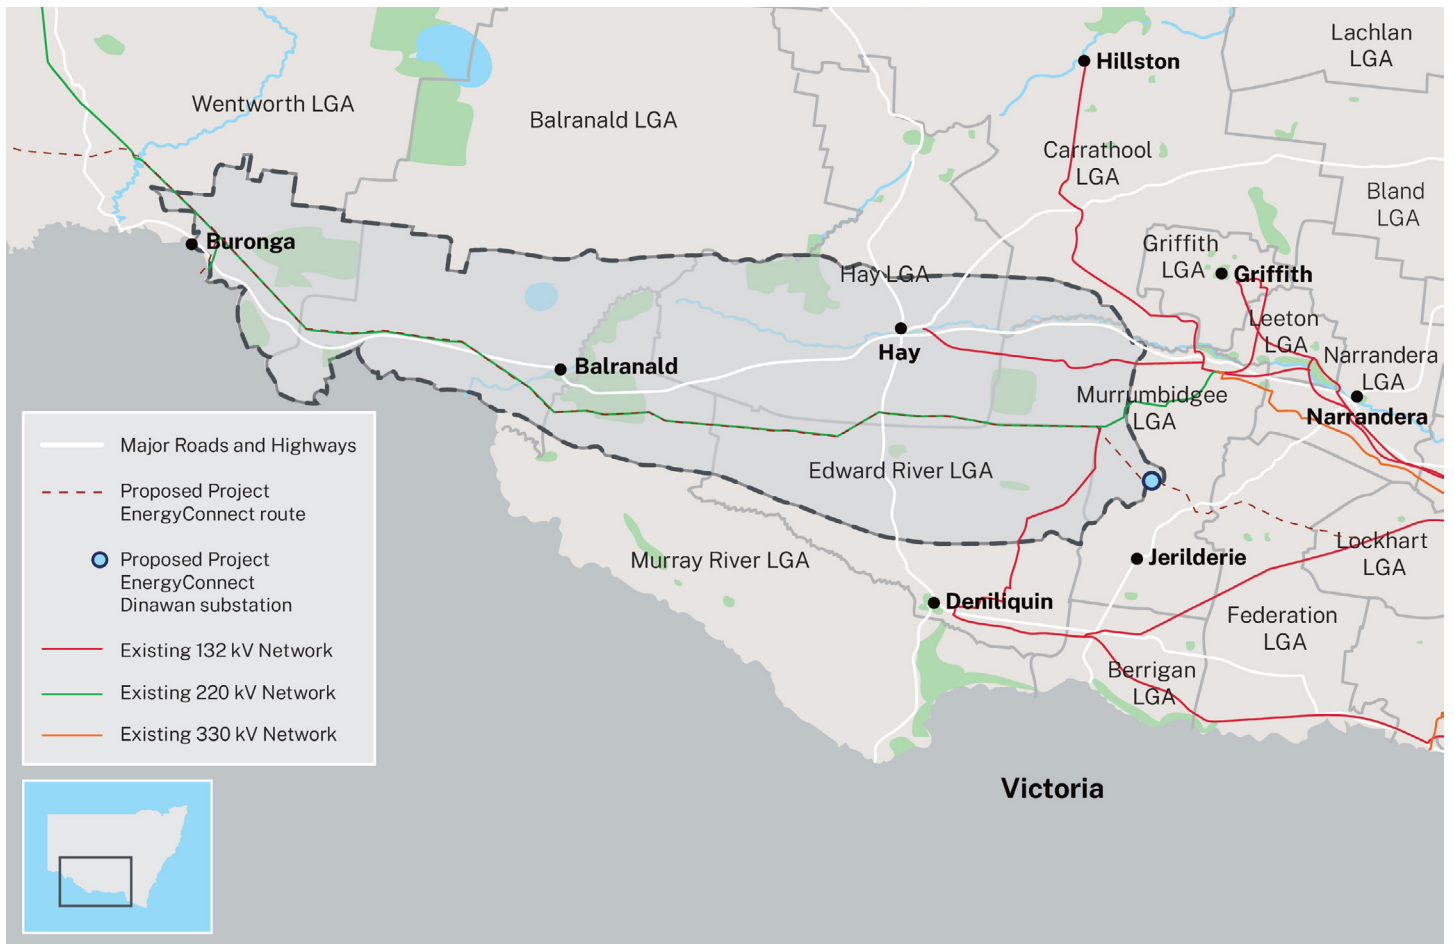 Lachlan
LGA
Hillston
Wentworth LGA
Balranald LGA
Carrathool
LGA
Bland
LGA
Buronga
Griffith
LGA
Griffith
Hay LGA
Leeton
LGA
Hay
Narrandera
LGA
Balranald
Murrumbidgee
LGA
Narrandera
Edward River LGA
Murray River LGA
Jerilderie
Lockhart
LGA
Deniliquin
Federation
LGA
Berrigan
LGA
Victoria
Major Roads and Highways
Proposed Project
EnergyConnect route
Proposed Project
EnergyConnect
Dinawan substation
Existing 132 kV Network
Existing 220 kV Network
Existing 330 kV Network